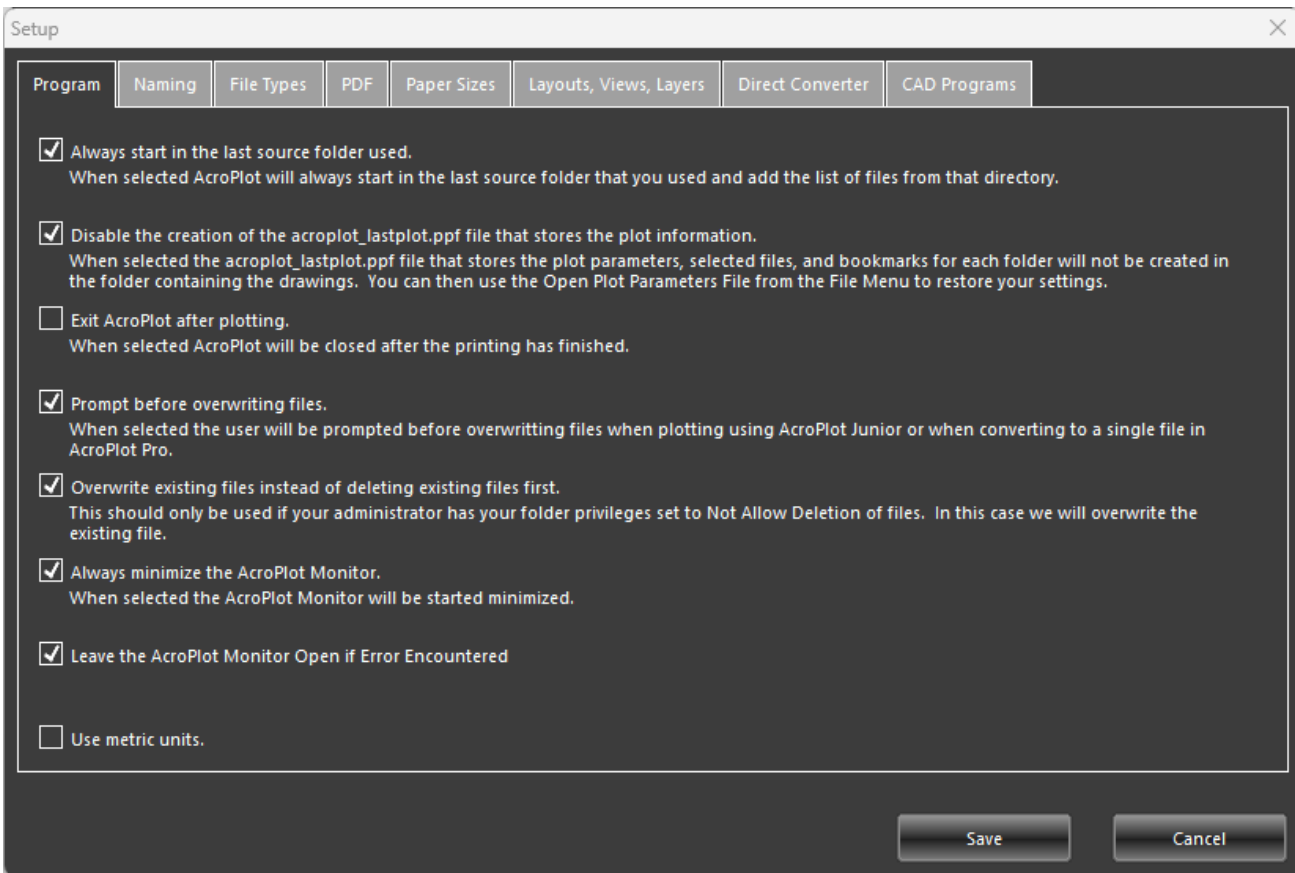 Setup
Program
Naming
File Types
PDF
Paper Sizes
Layouts, Views, Layers
Direct Converter
CAD Programs
Always start in the last source folder used.
When selected AcroPlot will always start in the last source folder that you used and add the list of files from that directory.
Disable the creation of the acroplot_lastplot.ppf file that stores the plot information.
When selected the acroplot_lastplot.ppf file that stores the plot parameters, selected files, and bookmarks for each folder will not be created in
the folder containing the drawings.  You can then use the Open Plot Parameters File from the File Menu to restore your settings.
Exit AcroPlot after plotting.
When selected AcroPlot will be closed after the printing has finished.
Prompt before overwriting files.
When selected the user will be prompted before overwritting files when plotting using AcroPlot Junior or when converting to a single file in
AcroPlot Pro.
Overwrite existing files instead of deleting existing files first.
This should only be used if your administrator has your folder privileges set to Not Allow Deletion of files.  In this case we will overwrite the
existing file.
Always minimize the AcroPlot Monitor.
When selected the AcroPlot Monitor will be started minimized.
Leave the AcroPlot Monitor Open if Error Encountered
Use metric units.
Save
Cancel